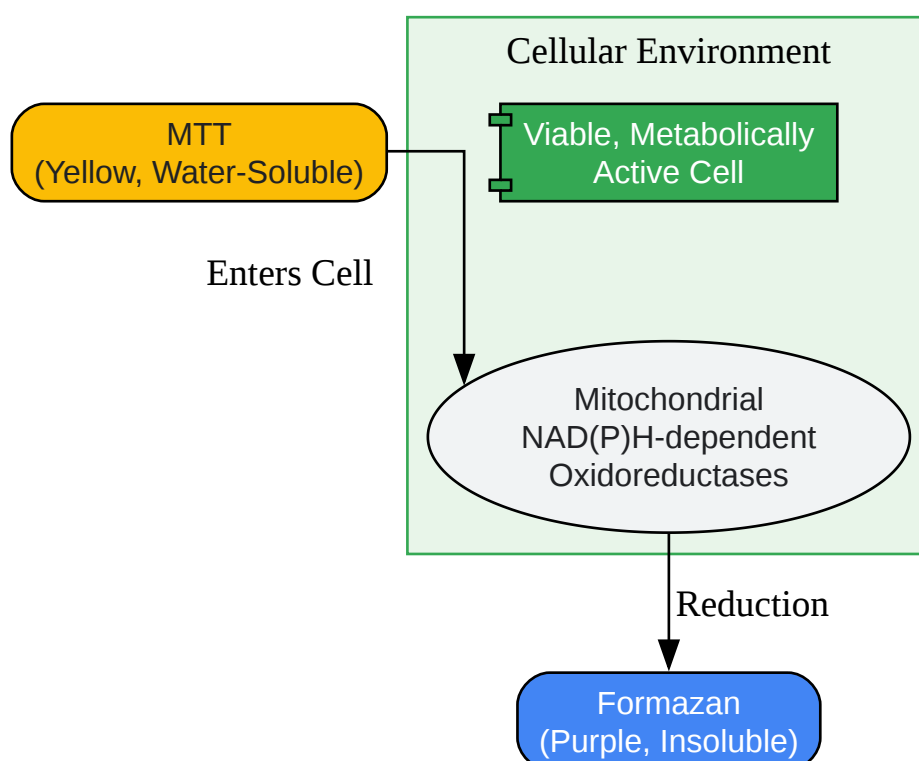 Cellular Environment
MTT
(Yellow, Water-Soluble)
Viable, Metabolically
Active Cell
Enters Cell
Mitochondrial
NAD(P)H-dependent
Oxidoreductases
Reduction
Formazan
(Purple, Insoluble)